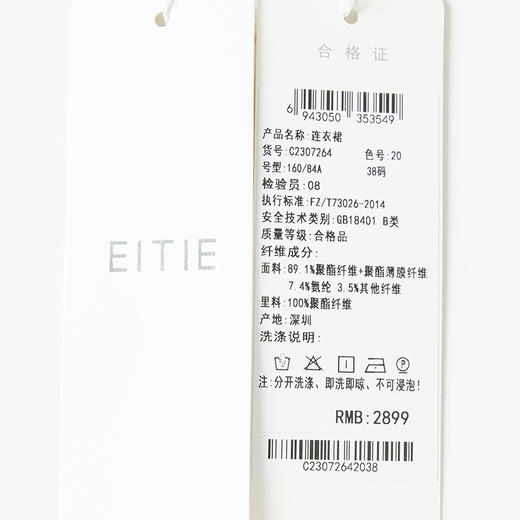 EITIE
合格证
6 943050 353549
产品名称:连衣裙
货号:C2307264 色号:20
号型:160/84A 38码
检验员:08
执行标准:FZ/T73026-2014
安全技术类别:GB18401 B类
质量等级:合格品
纤维成分:
面料:89.1%聚酯纤维+聚酯薄膜纤维
7.4%氨纶 3.5%其他纤维
里料:100%聚酯纤维
产地:深圳
洗涤说明:
注:分开洗涤、即洗即晾、不可浸泡!
RMB:2899
C23072642038